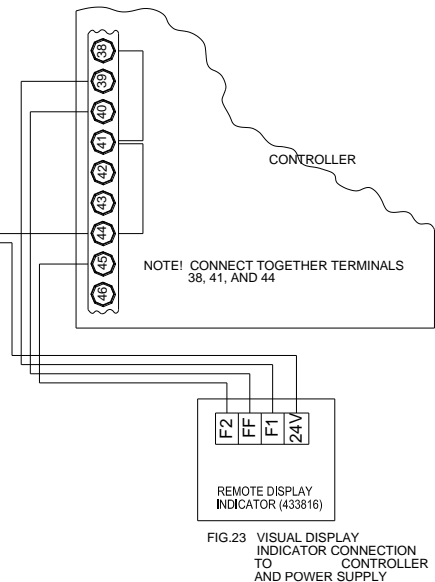 38
39
40
41
42
43
44
45
46
CONTROLLER
NOTE! CONNECT TOGETHER TERMINALS
38, 41, AND 44
F2 FF F1 24V
REMOTE DISPLAY
INDICATOR (433816)
FIG.23 VISUAL DISPLAY
INDICATOR CONNECTION
TO CONTROLLER
AND POWER SUPPLY